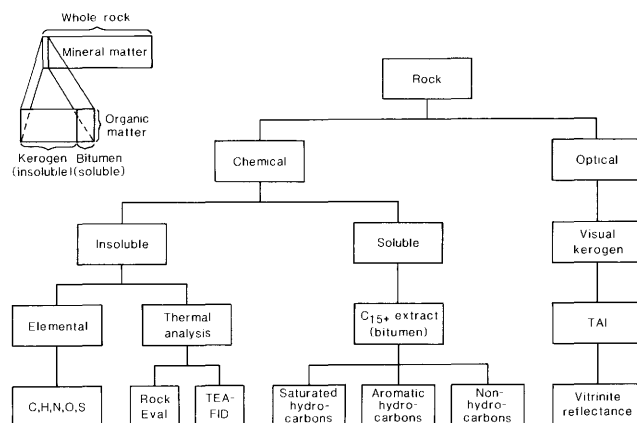 Whole rock
Mineral matter
Organic
matter
Kerogen Bitumen
(insoluble) (soluble)
Rock
Chemical
Optical
Insoluble
Soluble
Visual
kerogen
Elemental
Thermal
analysis
C15+ extract
(bitumen)
TAI
C,H,N,O,S
Rock
Eval
TEA-
FID
Saturated
hydro-
carbons
Aromatic
hydro-
carbons
Non-
hydro-
carbons
Vitrinite
reflectance